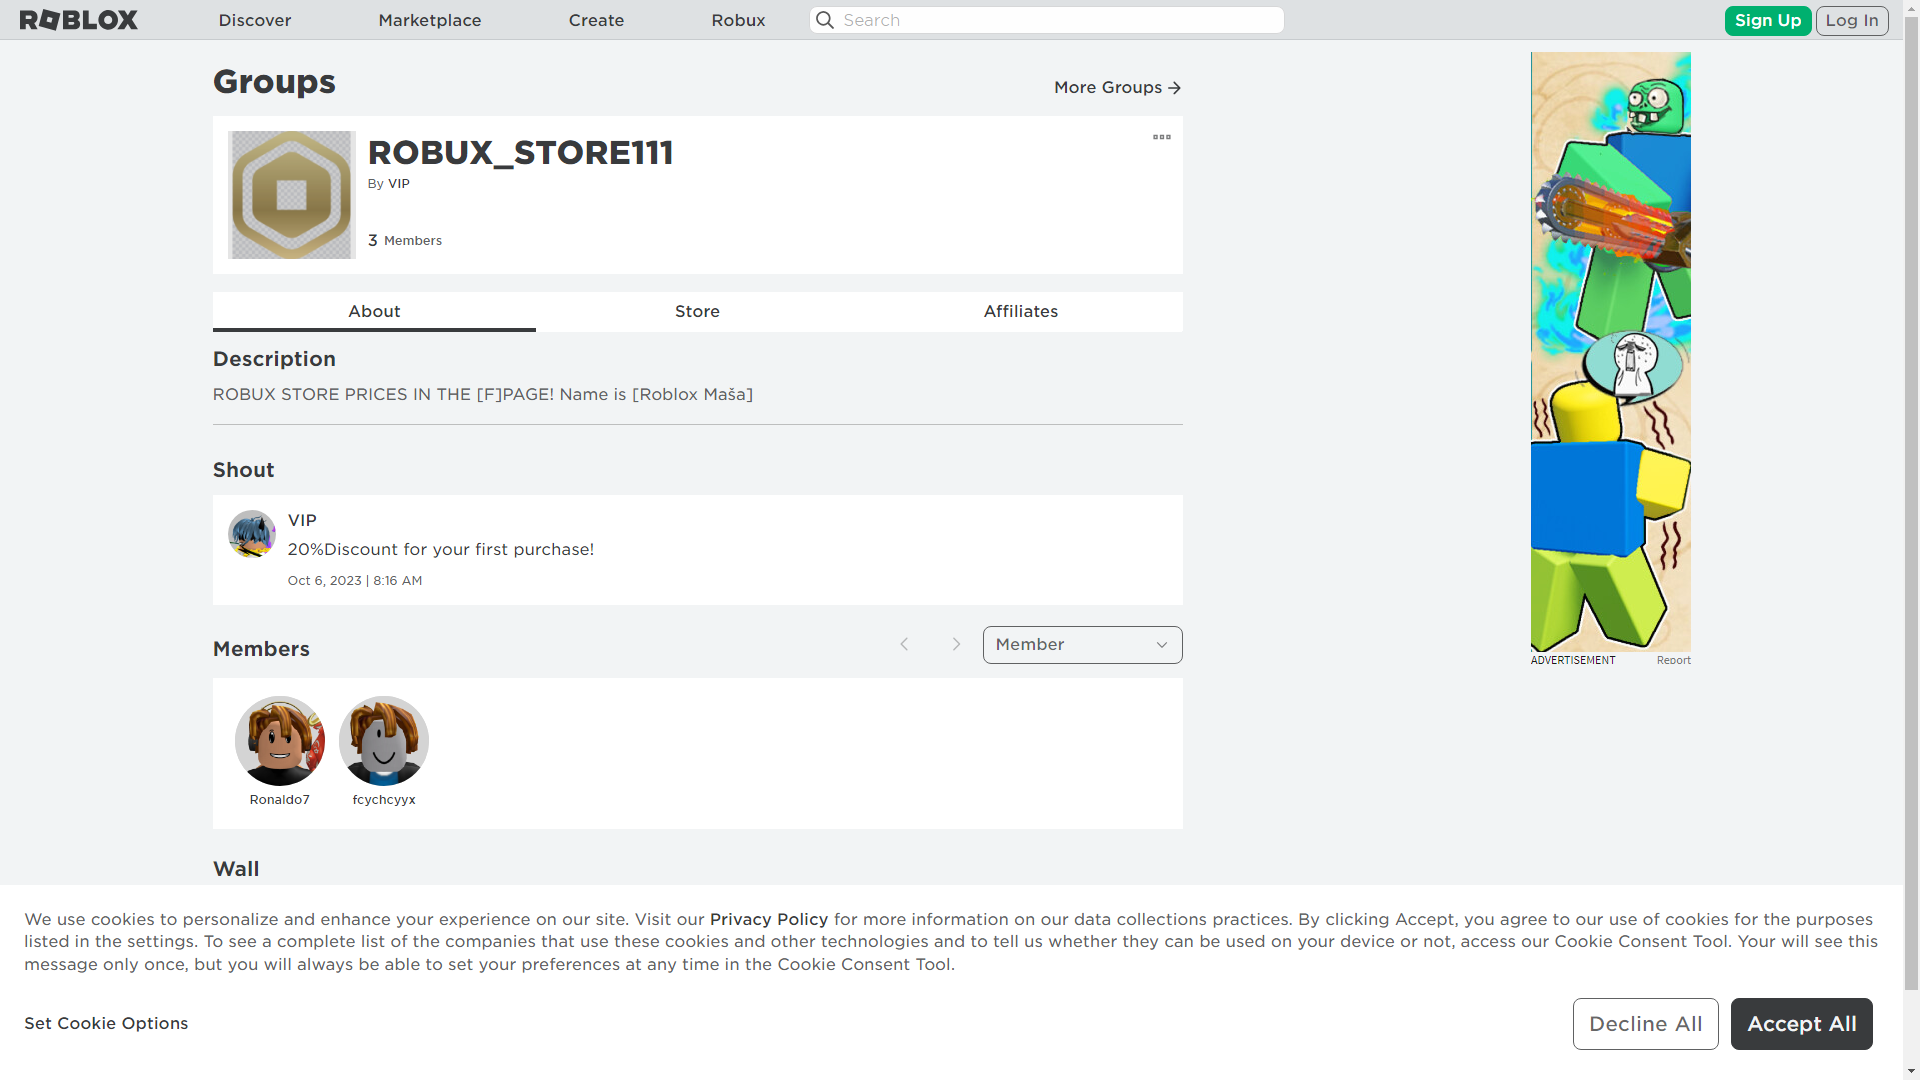 ROBLOX
Discover
Marketplace
Create
Robux
Search
Sign Up
Log In
Groups
More Groups
ROBUX_STORE111
By VIP
3 Members
About
Store
Affiliates
Description
ROBUX STORE PRICES IN THE [F]PAGE! Name is [Roblox Maša]
Shout
VIP
20%Discount for your first purchase!
Oct 6, 2023 | 8:16 AM
Members
Member
Ronaldo7
fcychcyyx
Wall
ADVERTISEMENT
Report
We use cookies to personalize and enhance your experience on our site. Visit our Privacy Policy for more information on our data collections practices. By clicking Accept, you agree to our use of cookies for the purposes
listed in the settings. To see a complete list of the companies that use these cookies and other technologies and to tell us whether they can be used on your device or not, access our Cookie Consent Tool. Your will see this
message only once, but you will always be able to set your preferences at any time in the Cookie Consent Tool.
Set Cookie Options
Decline All
Accept All